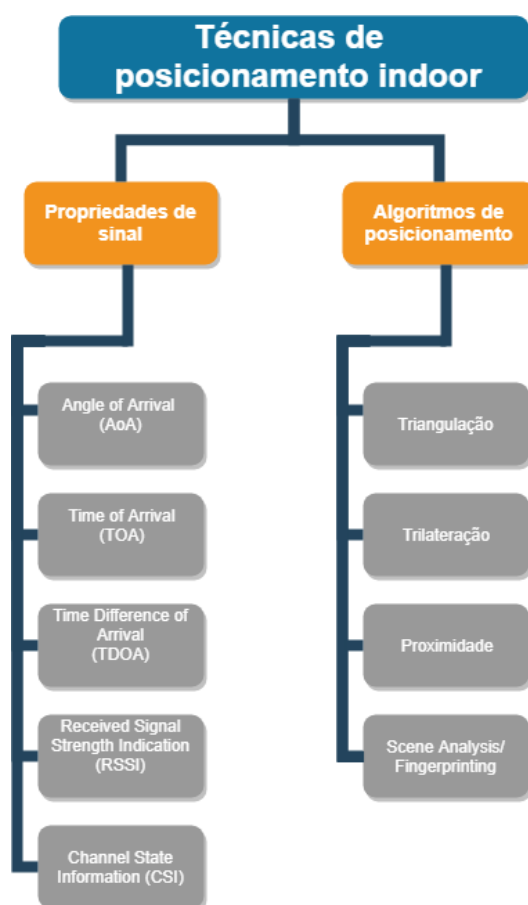 Técnicas de
posicionamento indoor
Propriedades de
sinal
Algoritmos de
posicionamento
Angle of Arrival
(AoA)
Time of Arrival
(TOA)
Time Difference of
Arrival
(TDOA)
Received Signal
Strength Indication
(RSSI)
Channel State
Information (CSI)
Triangulação
Trilateração
Proximidade
Scene Analysis/
Fingerprinting